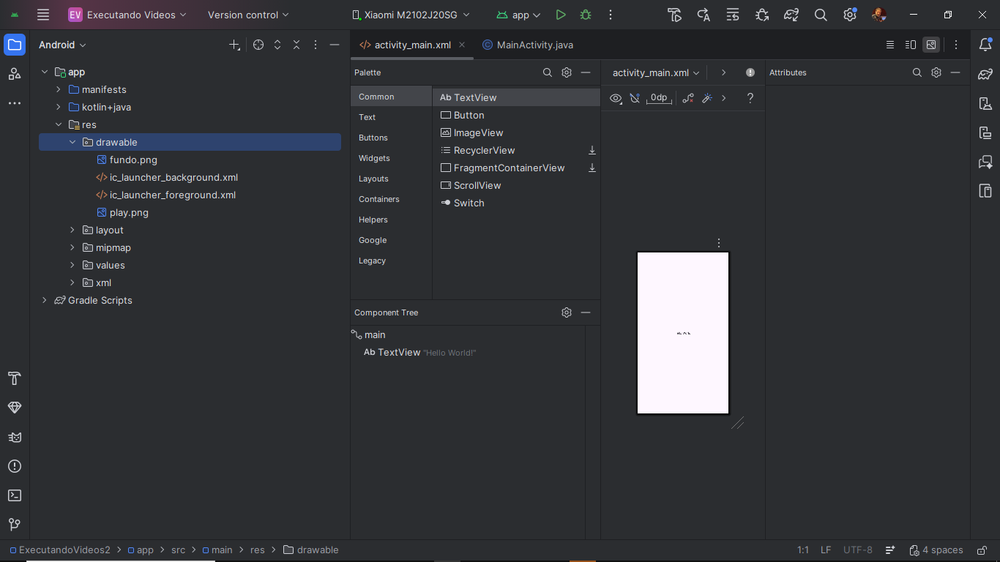 EV Executando Videos Version control Xiaomi M2102J20SG app
Android
activity_main.xml MainActivity.java
app
manifests
kotlin+java
res
drawable
fundo.png
ic_launcher_background.xml
ic_launcher_foreground.xml
play.png
layout
mipmap
values
xml
Gradle Scripts
Palette
Common
Text
Buttons
Widgets
Layouts
Containers
Helpers
Google
Legacy
Ab TextView
Button
ImageView
RecyclerView
FragmentContainerView
ScrollView
Switch
Component Tree
main
Ab TextView "Hello World!"
activity_main.xml
0dp ?
Attributes
ExecutandoVideos2 > app > src > main > res > drawable
1:1 LF UTF-8 4 spaces